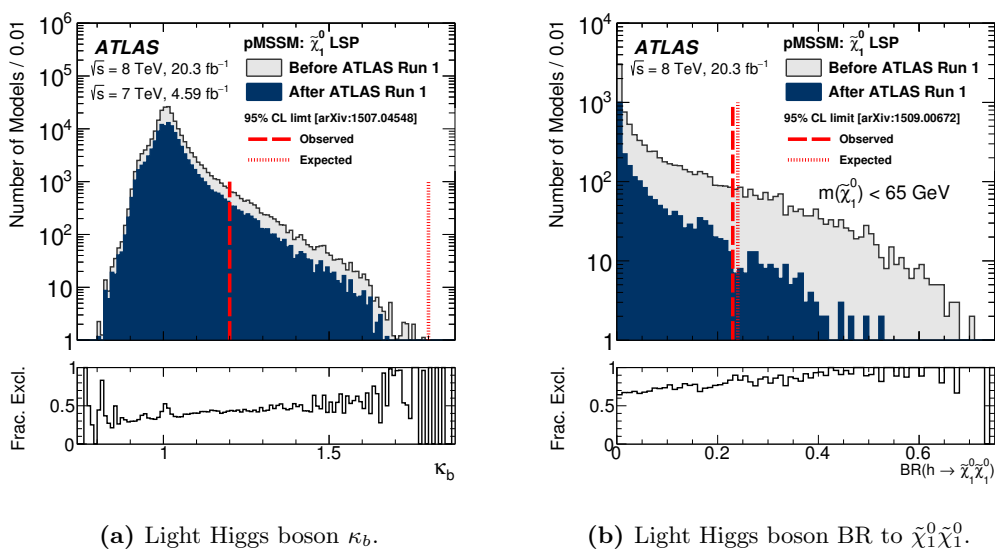 ATLAS
√s = 8 TeV, 20.3 fb⁻¹
√s = 7 TeV, 4.59 fb⁻¹
pMSSM: χ̃₁⁰ LSP
Before ATLAS Run 1
After ATLAS Run 1
95% CL limt [arXiv:1507.04548]
Observed
Expected
Number of Models / 0.01
10⁶
10⁵
10⁴
10³
10²
10
1
Frac. Excl.
1
0.5
0
1
1.5
κ_b
(a) Light Higgs boson κ_b.
ATLAS
√s = 8 TeV, 20.3 fb⁻¹
pMSSM: χ̃₁⁰ LSP
Before ATLAS Run 1
After ATLAS Run 1
95% CL limit [arXiv:1509.00672]
Observed
Expected
m(χ̃₁⁰) < 65 GeV
Number of Models / 0.01
10⁴
10³
10²
10
1
Frac. Excl.
1
0.5
0
0
0.2
0.4
0.6
BR(h → χ̃₁⁰χ̃₁⁰)
(b) Light Higgs boson BR to χ̃₁⁰χ̃₁⁰.